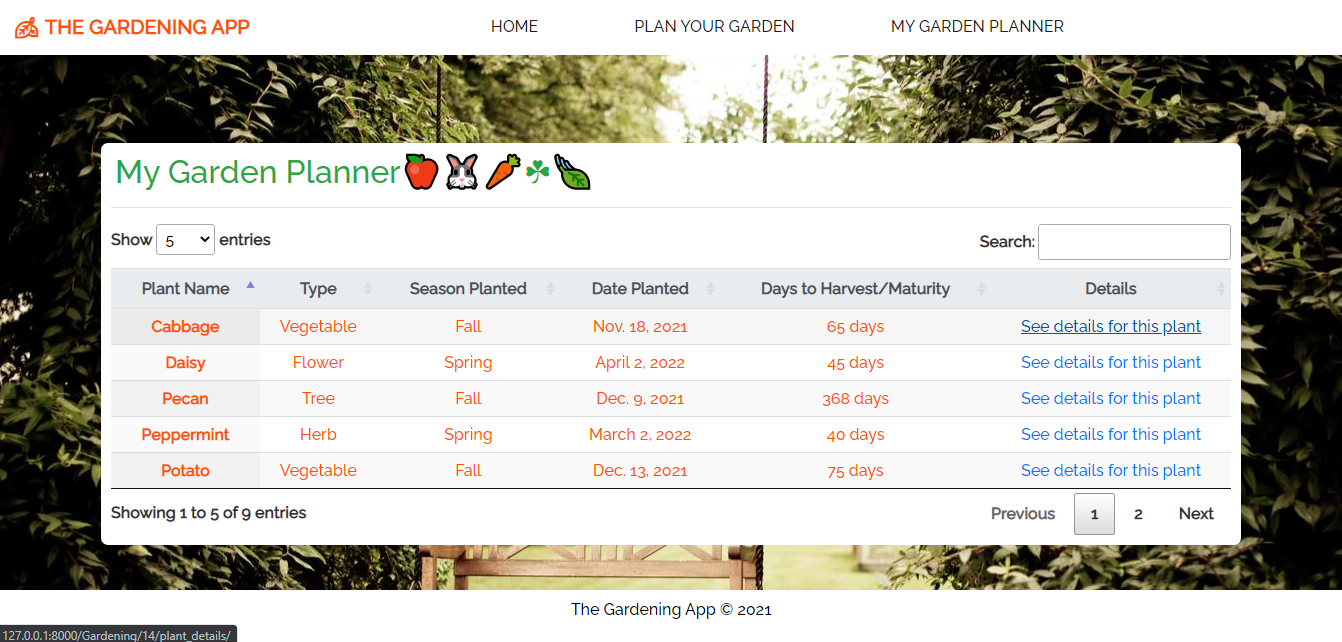 THE GARDENING APP HOME PLAN YOUR GARDEN MY GARDEN PLANNER
My Garden Planner
Show 5 entries Search:
Plant Name Type Season Planted Date Planted Days to Harvest/Maturity Details
Cabbage Vegetable Fall Nov. 18, 2021 65 days See details for this plant
Daisy Flower Spring April 2, 2022 45 days See details for this plant
Pecan Tree Fall Dec. 9, 2021 368 days See details for this plant
Peppermint Herb Spring March 2, 2022 40 days See details for this plant
Potato Vegetable Fall Dec. 13, 2021 75 days See details for this plant
Showing 1 to 5 of 9 entries Previous 1 2 Next
The Gardening App © 2021
127.0.0.1:8000/Gardening/14/plant_details/